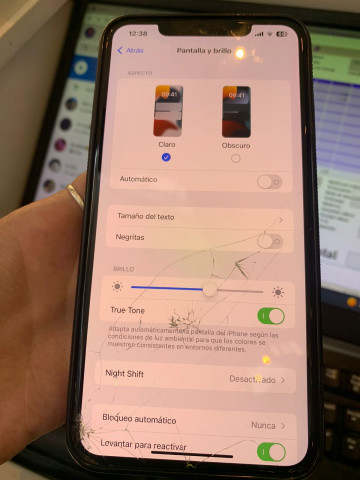 12:38
Atrás
Pantalla y brillo
ASPECTO
09:41
09:41
Claro
Obscuro
Automático
Tamaño del texto
Negritas
BRILLO
True Tone
Adapta automáticamente la pantalla del iPhone según las
condiciones de luz ambiental para que los colores se
muestren consistentes en entornos diferentes.
Night Shift
Desactivado
Bloqueo automático
Nunca
Levantar para reactivar